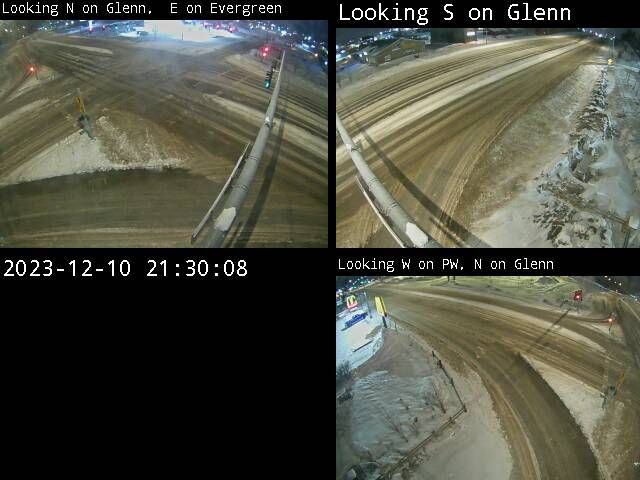 Looking N on Glenn,  E on Evergreen
Looking S on Glenn
2023-12-10 21:30:08
Looking W on PW, N on Glenn